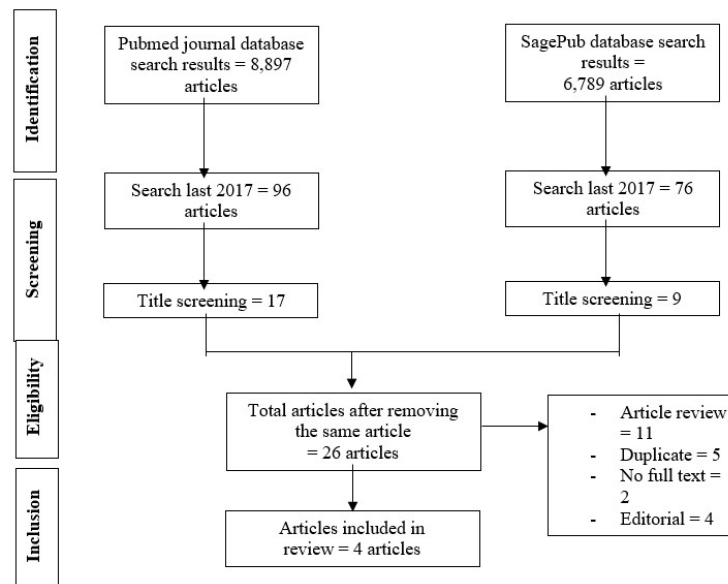 Identification
Pubmed journal database
search results = 8,897
articles
SagePub database search
results =
6,789 articles
Screening
Search last 2017 = 96
articles
Search last 2017 = 76
articles
Title screening = 17
Title screening = 9
Eligibility
Total articles after removing
the same article
= 26 articles
- Article review
= 11
- Duplicate = 5
- No full text =
2
- Editorial = 4
Inclusion
Articles included in
review = 4 articles